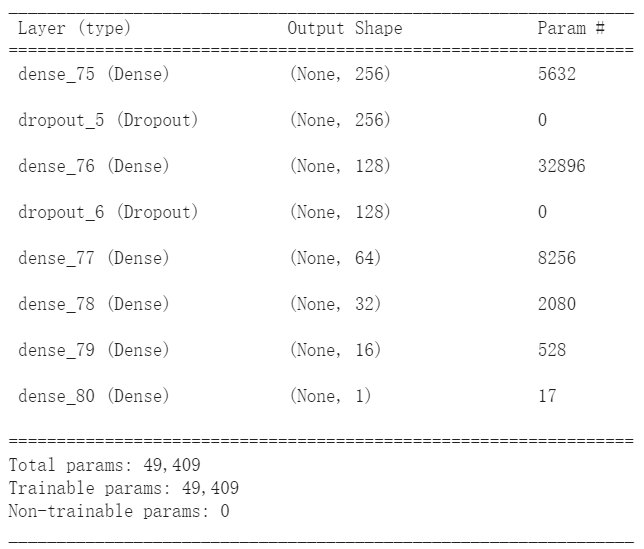 Layer (type) Output Shape Param #
dense_75 (Dense) (None, 256) 5632
dropout_5 (Dropout) (None, 256) 0
dense_76 (Dense) (None, 128) 32896
dropout_6 (Dropout) (None, 128) 0
dense_77 (Dense) (None, 64) 8256
dense_78 (Dense) (None, 32) 2080
dense_79 (Dense) (None, 16) 528
dense_80 (Dense) (None, 1) 17
Total params: 49,409
Trainable params: 49,409
Non-trainable params: 0